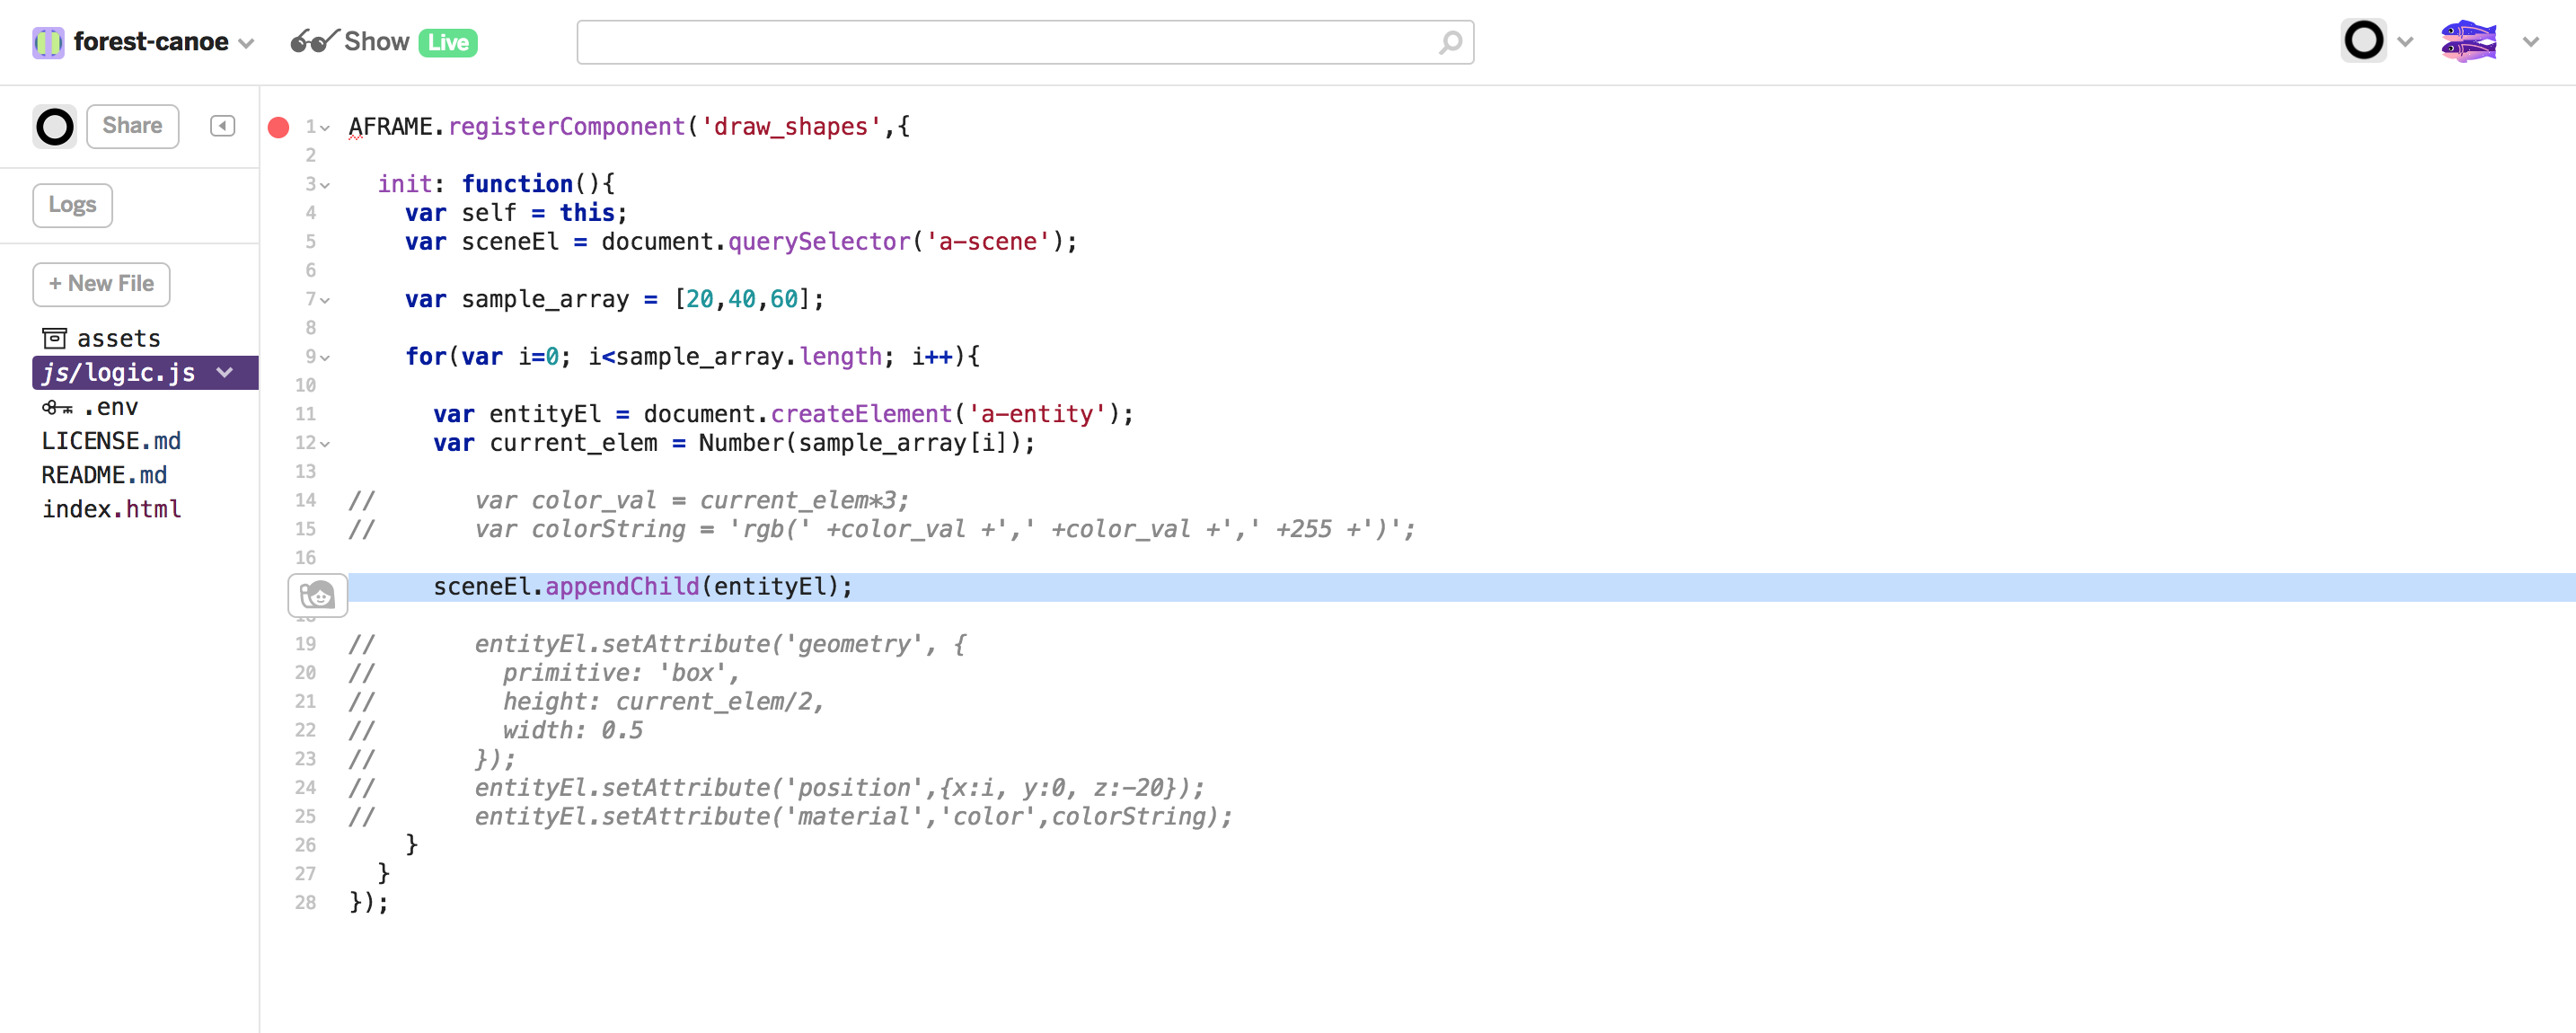 forest-canoe
Show Live
Share
Logs
+ New File
assets
js/logic.js
.env
LICENSE.md
README.md
index.html
1 AFRAME.registerComponent('draw_shapes',{
2
3 init: function(){
4 var self = this;
5 var sceneEl = document.querySelector('a-scene');
6
7 var sample_array = [20,40,60];
8
9 for(var i=0; i<sample_array.length; i++){
10
11 var entityEl = document.createElement('a-entity');
12 var current_elem = Number(sample_array[i]);
13
14 // var color_val = current_elem*3;
15 // var colorString = 'rgb(' +color_val +',' +color_val +',' +255 +')';
16
sceneEl.appendChild(entityEl);
19 // entityEl.setAttribute('geometry', {
20 // primitive: 'box',
21 // height: current_elem/2,
22 // width: 0.5
23 // });
24 // entityEl.setAttribute('position',{x:i, y:0, z:-20});
25 // entityEl.setAttribute('material','color',colorString);
26 }
27 }
28 });